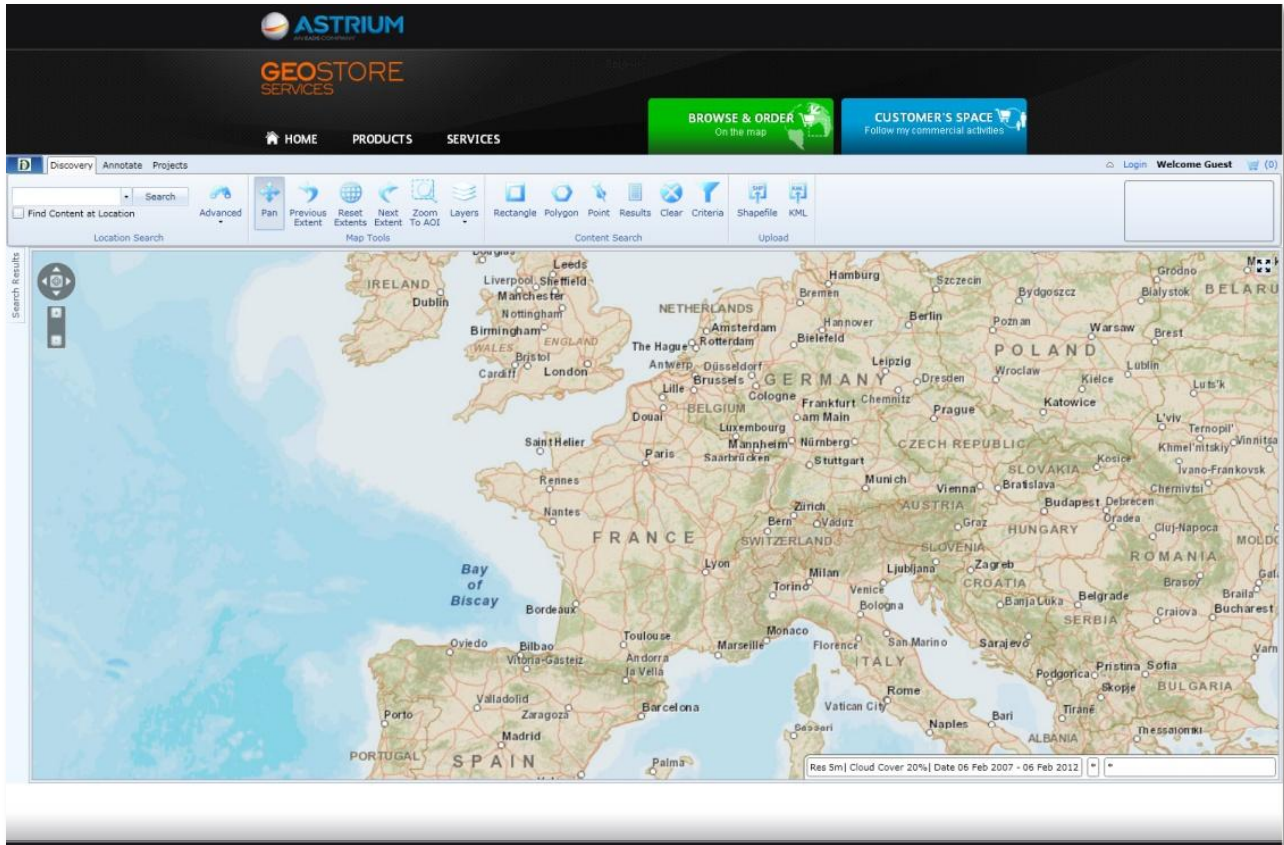 ASTRIUM
AN EADS COMPANY
GEOSTORE
SERVICES
HOME PRODUCTS SERVICES
BROWSE & ORDER
On the map
CUSTOMER'S SPACE
Follow my commercial activities
Discovery Annotate Projects
Login Welcome Guest (0)
Search
Find Content at Location
Advanced
Location Search
Pan Previous Extent Reset Extents Next Extent Zoom To AOI Layers
Map Tools
Rectangle Polygon Point Results Clear Criteria
Content Search
Shapefile KML
Upload
Search Results
Leeds
Liverpool Sheffield
Manchester
Nottingham
Birmingham
IRELAND
Dublin
WALES ENGLAND
Bristol
Cardiff London
NETHERLANDS
Amsterdam
The Hague Rotterdam
Antwerp Düsseldorf
Brussels
Lille
Cologne
BELGIUM
Douai
Luxembourg
Hamburg
Bremen
Hannover
Bielefeld
Berlin
Szczecin
Bydgoszcz
Poznan
Warsaw
Grodno
Bialystok BELARU
Brest
POLAND
Leipzig
GERMANY
Dresden
Chemnitz
Wroclaw
Kielce
Lublin
Luts'k
Katowice
L'viv
Ternopil'
Khmel'nitskiy
Vinnitsa
Ivano-Frankovsk
Chernivtsi
Frankfurt
am Main
Mannheim
Nürnberg
Saarbrücken
Stuttgart
Munich
Prague
CZECH REPUBLIC
SLOVAKIA
Kosice
Vienna
Bratislava
Saint Helier
Paris
Rennes
Nantes
FRANCE
Zürich
Bern Vaduz
SWITZERLAND
AUSTRIA
Graz
Budapest Debrecen
HUNGARY
Oradea
Cluj-Napoca
MOLDO
ROMANIA
Brasov
Braila
Craiova
Bucharest
Lyon
Torino
Milan
Venice
Bologna
SLOVENIA
Ljubljana
Zagreb
CROATIA
Banja Luka
Belgrade
SERBIA
Bay
of
Biscay
Bordeaux
Toulouse
Marseille
Monaco
Florence
San Marino
ITALY
Sarajevo
Podgorica
Pristina Sofia
Skopje
BULGARIA
Varn
Oviedo
Bilbao
Vitoria-Gasteiz
Andorra
la Vella
Valladolid
Zaragoza
Barcelona
Porto
Madrid
PORTUGAL
SPAIN
Palma
Sassari
Rome
Vatican City
Naples
Bari
Tiranë
ALBANIA
Thessaloniki
Res 5m| Cloud Cover 20%| Date 06 Feb 2007 - 06 Feb 2012